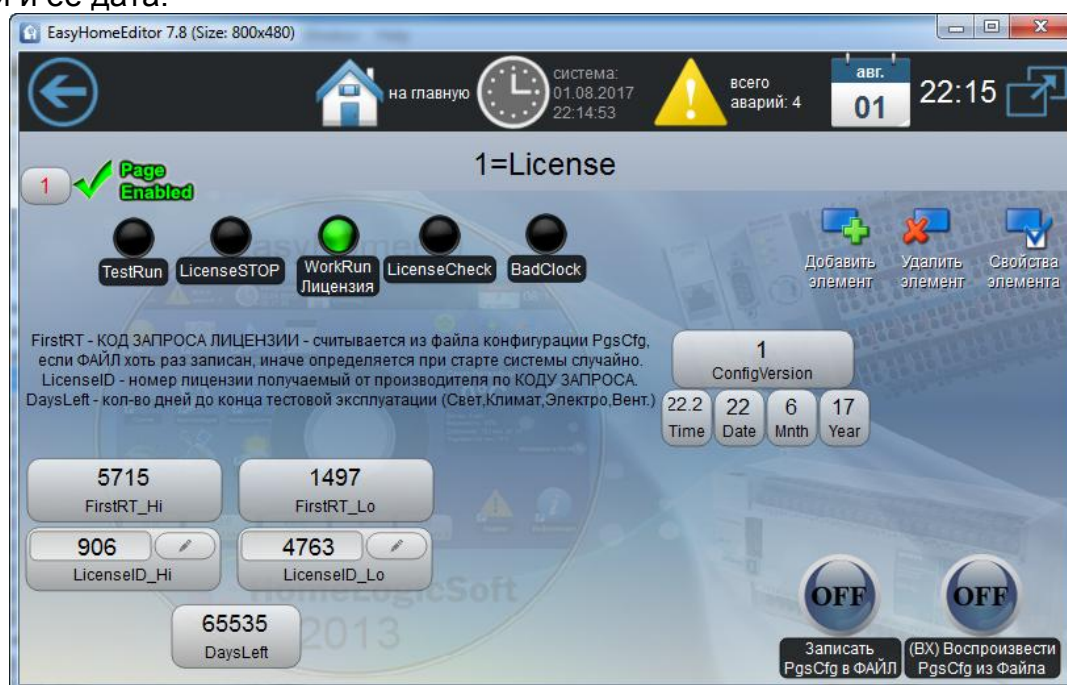 и её дата.
EasyHomeEditor 7.8 (Size: 800x480)
на главную
система:
01.08.2017
22:14:53
всего
аварий: 4
авг.
01
22:15
1
Page
Enabled
1=License
TestRun
LicenseSTOP
WorkRun
Лицензия
LicenseCheck
BadClock
Добавить
элемент
Удалить
элемент
Свойства
элемента
FirstRT - КОД ЗАПРОСА ЛИЦЕНЗИИ - считывается из файла конфигурации PgsCfg,
если ФАЙЛ хоть раз записан, иначе определяется при старте системы случайно.
LicenseID - номер лицензии получаемый от производителя по КОДУ ЗАПРОСА.
DaysLeft - кол-во дней до конца тестовой эксплуатации (Свет,Климат,Электро,Вент.)
1
ConfigVersion
22.2
Time
22
Date
6
Mnth
17
Year
5715
FirstRT_Hi
1497
FirstRT_Lo
906
LicenseID_Hi
4763
LicenseID_Lo
65535
DaysLeft
HomeLogicSoft
2013
OFF
Записать
PgsCfg в ФАЙЛ
OFF
(ВХ) Воспроизвести
PgsCfg из Файла